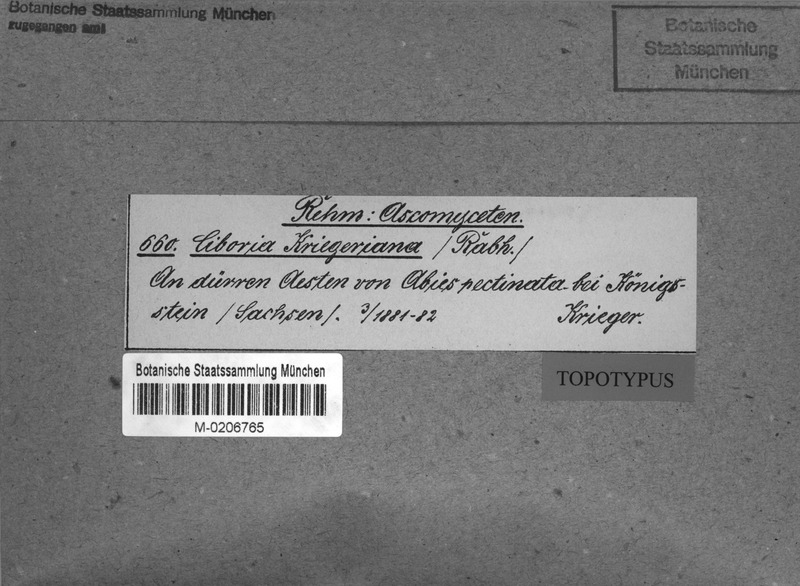 Botanische Staatssammlung München
zugegangen am:
Botanische
Staatssammlung
München
Rehm: Ascomyceten.
660. Ciboria Kriegeriana /Rabh./
An dürren Aesten von Abies pectinata bei Königs-
stein /Sachsen/. 3/1881-82 Krieger.
Botanische Staatssammlung München
M-0206765
TOPOTYPUS